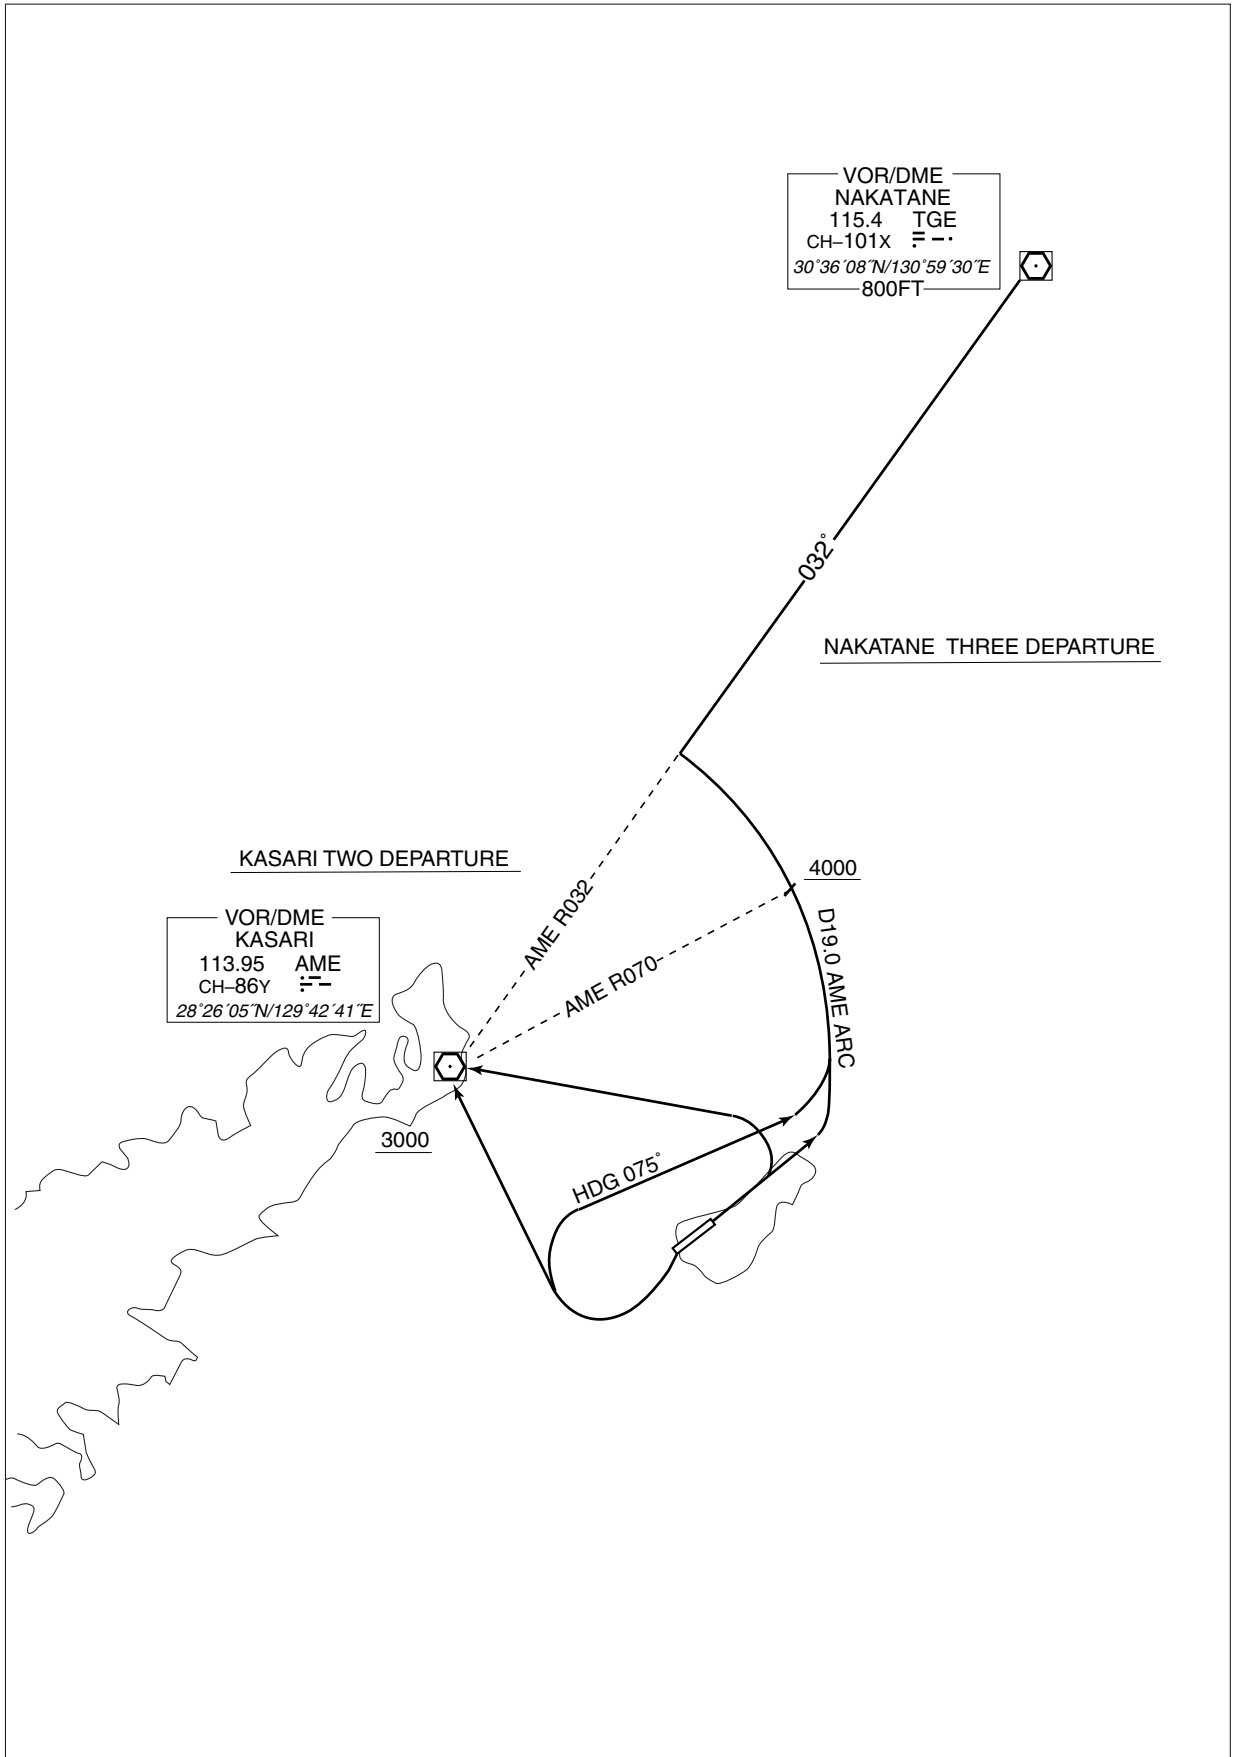 VOR/DME
NAKATANE
115.4 TGE
CH–101X
30°36´08˝N/130°59´30˝E
800FT
032°
NAKATANE THREE DEPARTURE
KASARI TWO DEPARTURE
4000
VOR/DME
KASARI
113.95 AME
CH–86Y
28°26´05˝N/129°42´41˝E
AME R032
AME R070
D19.0 AME ARC
3000
HDG 075°